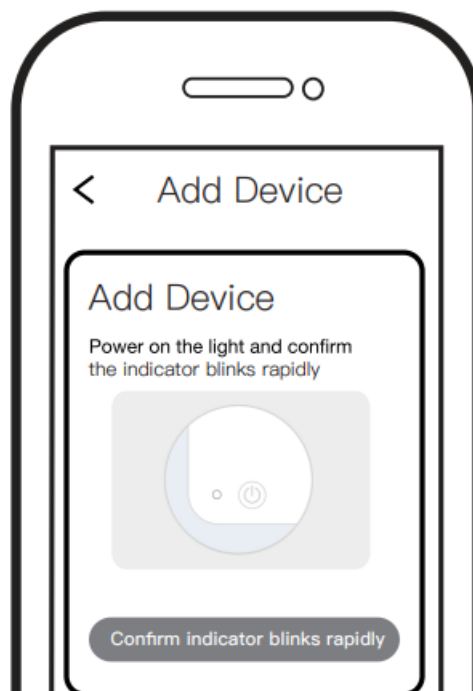 Add Device
Add Device
Power on the light and confirm
the indicator blinks rapidly
Confirm indicator blinks rapidly